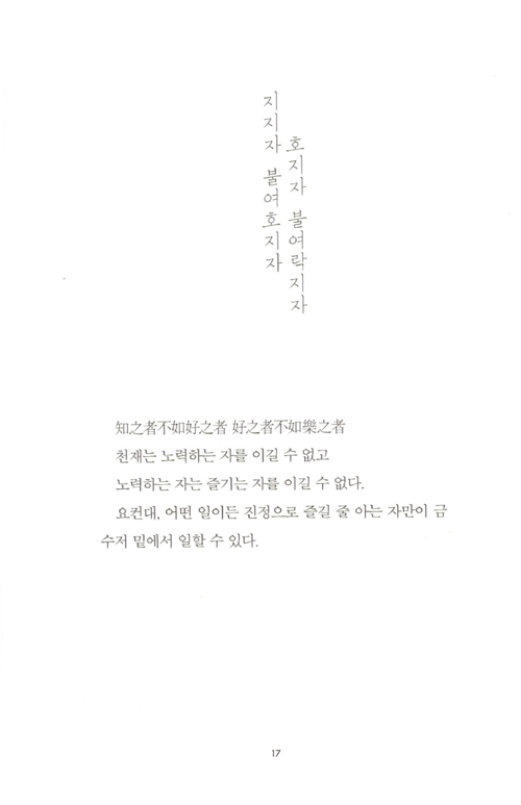 지지자 불여호지자
호지자 불여락지자
知之者不如好之者 好之者不如樂之者
천재는 노력하는 자를 이길 수 없고
노력하는 자는 즐기는 자를 이길 수 없다.
요컨대, 어떤 일이든 진정으로 즐길 줄 아는 자만이 금
수저 밑에서 일할 수 있다.
17